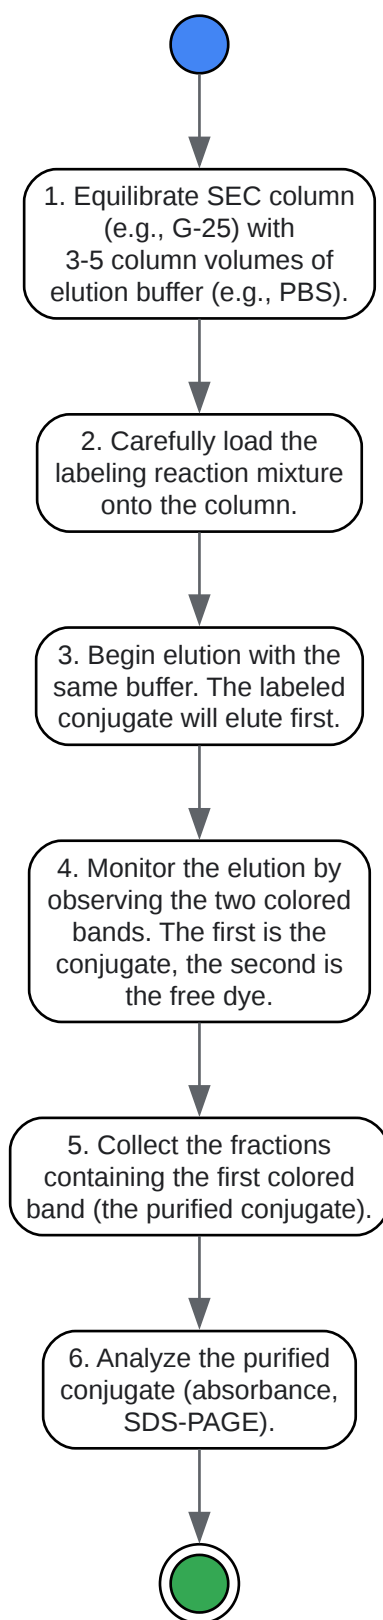 1. Equilibrate SEC column
(e.g., G-25) with
3-5 column volumes of
elution buffer (e.g., PBS).
2. Carefully load the
labeling reaction mixture
onto the column.
3. Begin elution with the
same buffer. The labeled
conjugate will elute first.
4. Monitor the elution by
observing the two colored
bands. The first is the
conjugate, the second is
the free dye.
5. Collect the fractions
containing the first colored
band (the purified conjugate).
6. Analyze the purified
conjugate (absorbance,
SDS-PAGE).